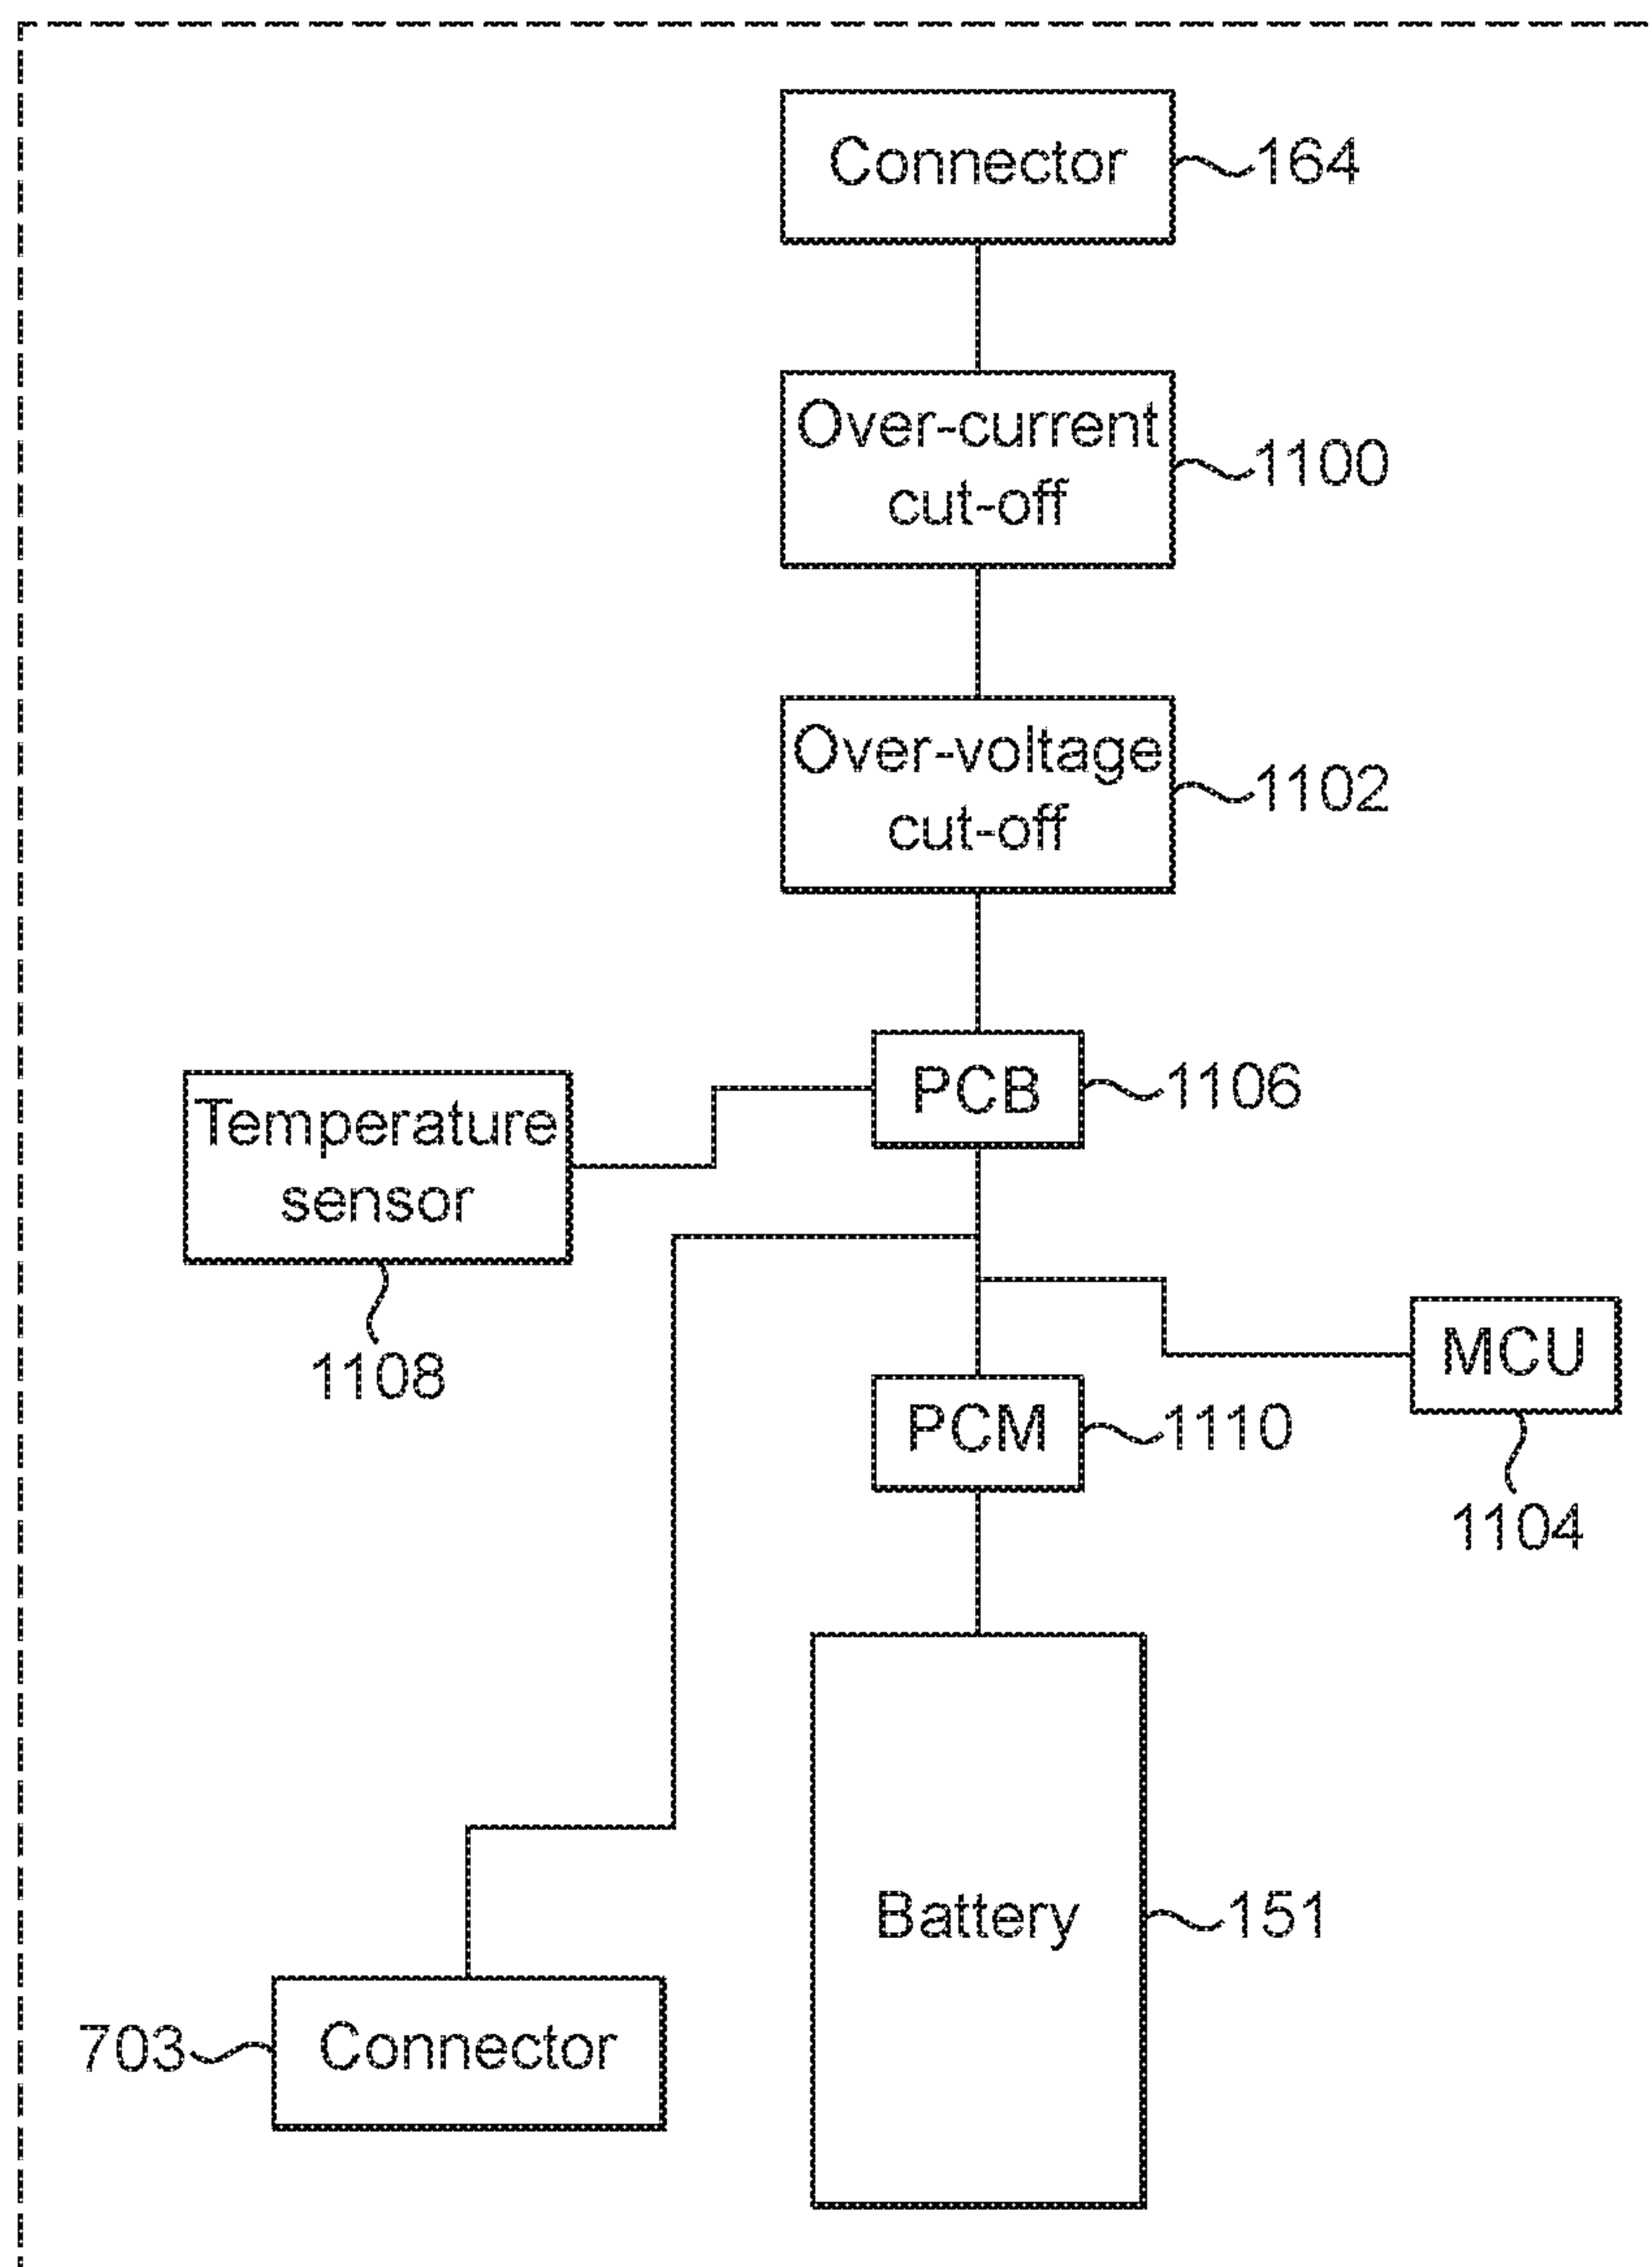 Connector
164
Over-current
cut-off
1100
Over-voltage
cut-off
1102
PCB
1106
Temperature
sensor
1108
MCU
1104
PCM
1110
Battery
151
703
Connector